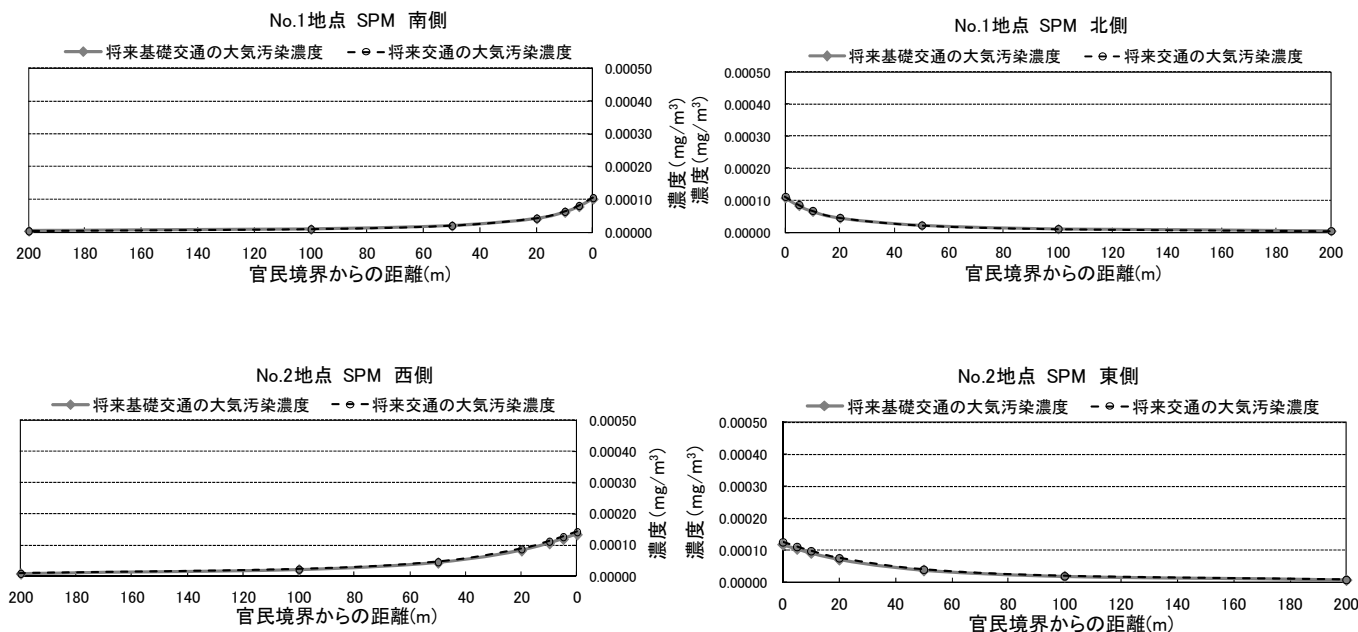 No.1地点 SPM 南側
将来基礎交通の大気汚染濃度 将来交通の大気汚染濃度
0.00050
0.00040
0.00030
0.00020
0.00010
0.00000
濃度(mg/m³)
200 180 160 140 120 100 80 60 40 20 0
官民境界からの距離(m)
No.1地点 SPM 北側
将来基礎交通の大気汚染濃度 将来交通の大気汚染濃度
濃度(mg/m³)
0.00050
0.00040
0.00030
0.00020
0.00010
0.00000
0 20 40 60 80 100 120 140 160 180 200
官民境界からの距離(m)
No.2地点 SPM 西側
将来基礎交通の大気汚染濃度 将来交通の大気汚染濃度
0.00050
0.00040
0.00030
0.00020
0.00010
0.00000
濃度(mg/m³)
200 180 160 140 120 100 80 60 40 20 0
官民境界からの距離(m)
No.2地点 SPM 東側
将来基礎交通の大気汚染濃度 将来交通の大気汚染濃度
濃度(mg/m³)
0.00050
0.00040
0.00030
0.00020
0.00010
0.00000
0 20 40 60 80 100 120 140 160 180 200
官民境界からの距離(m)